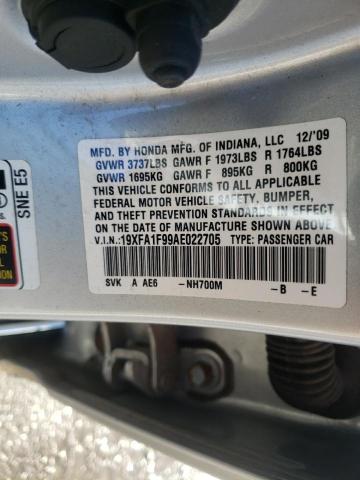 MFD. BY HONDA MFG. OF INDIANA, LLC 12/'09
GVWR 3737LBS GAWR F 1973LBS R 1764LBS
GVWR 1695KG GAWR F 895KG R 800KG
THIS VEHICLE CONFORMS TO ALL APPLICABLE
FEDERAL MOTOR VEHICLE SAFETY, BUMPER,
AND THEFT PREVENTION STANDARDS IN EFFECT
ON THE DATE OF MANUFACTURE SHOWN ABOVE.
V.I.N.:19XFA1F99AE022705 TYPE: PASSENGER CAR
SVK A AE6 -NH700M -B -E
SNE E5